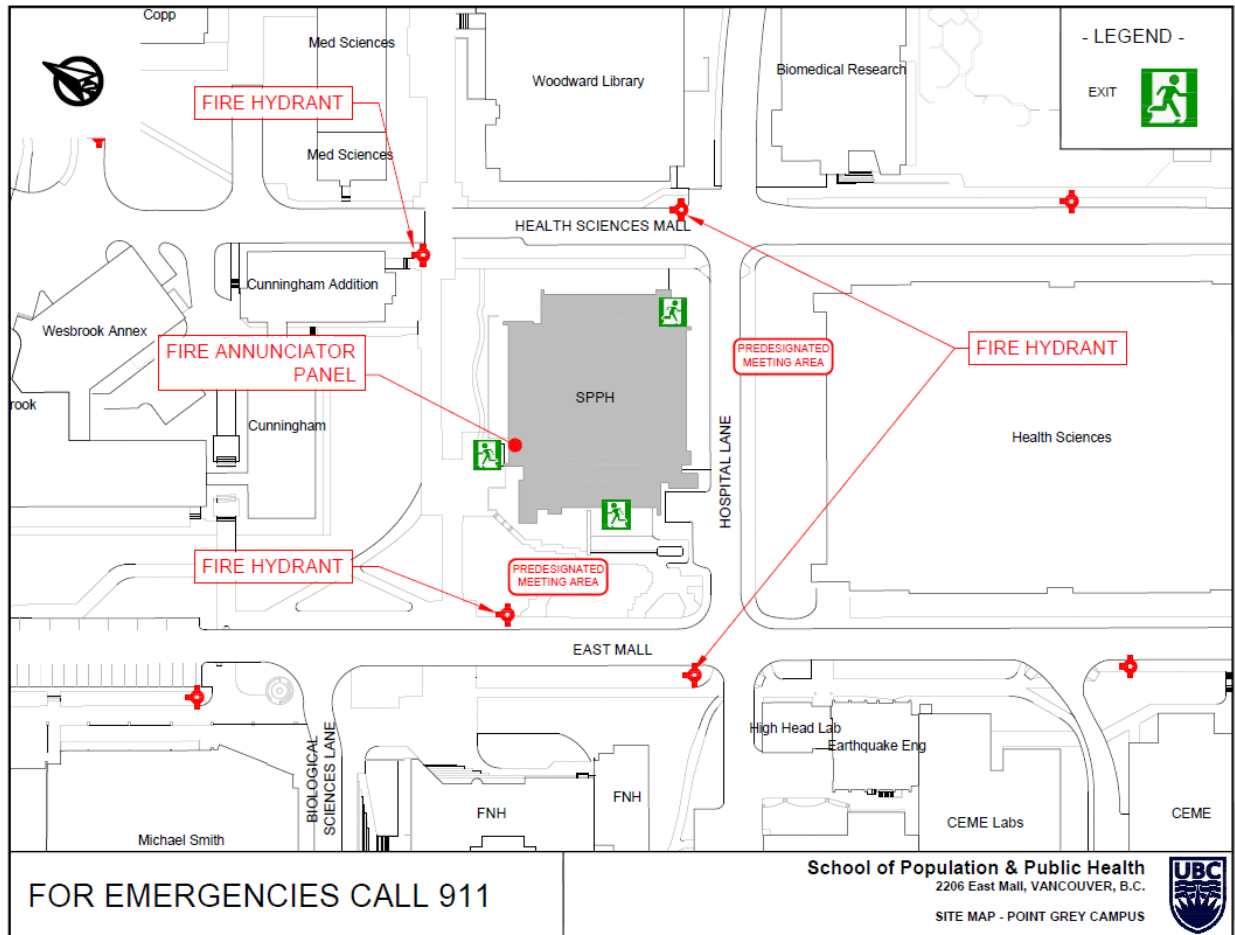 Copp
Med Sciences
Woodward Library
Biomedical Research
- LEGEND -
EXIT
FIRE HYDRANT
Med Sciences
HEALTH SCIENCES MALL
Cunningham Addition
Wesbrook Annex
FIRE ANNUNCIATOR
PANEL
PREDESIGNATED
MEETING AREA
FIRE HYDRANT
rook
SPPH
Cunningham
Health Sciences
HOSPITAL LANE
FIRE HYDRANT
PREDESIGNATED
MEETING AREA
EAST MALL
BIOLOGICAL
SCIENCES LANE
High Head Lab
Earthquake Eng
FNH
FNH
CEME Labs
CEME
Michael Smith
FOR EMERGENCIES CALL 911
School of Population & Public Health
2206 East Mall, VANCOUVER, B.C.
SITE MAP - POINT GREY CAMPUS
UBC